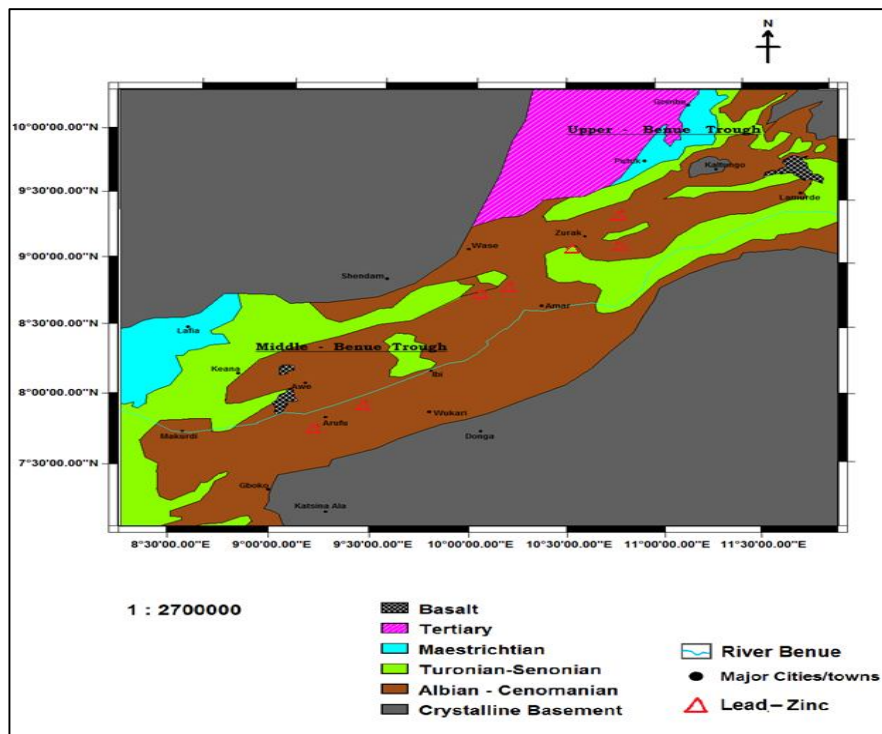 N
10°00'00.00"N
9°30'00.00"N
9°00'00.00"N
8°30'00.00"N
8°00'00.00"N
7°30'00.00"N
Gombe
Upper - Benue Trough
Futuk
Kaltungo
Lamurde
Zurak
Wase
Shendam
Amar
Lafia
Middle - Benue Trough
Keana
Ibi
Awe
Wukari
Arufu
Makurdi
Donga
Gboko
Katsina Ala
8°30'00.00"E 9°00'00.00"E 9°30'00.00"E 10°00'00.00"E 10°30'00.00"E 11°00'00.00"E 11°30'00.00"E
1 : 2700000
Basalt
Tertiary
Maestrichtian
Turonian-Senonian
Albian - Cenomanian
Crystalline Basement
River Benue
Major Cities/towns
Lead-Zinc